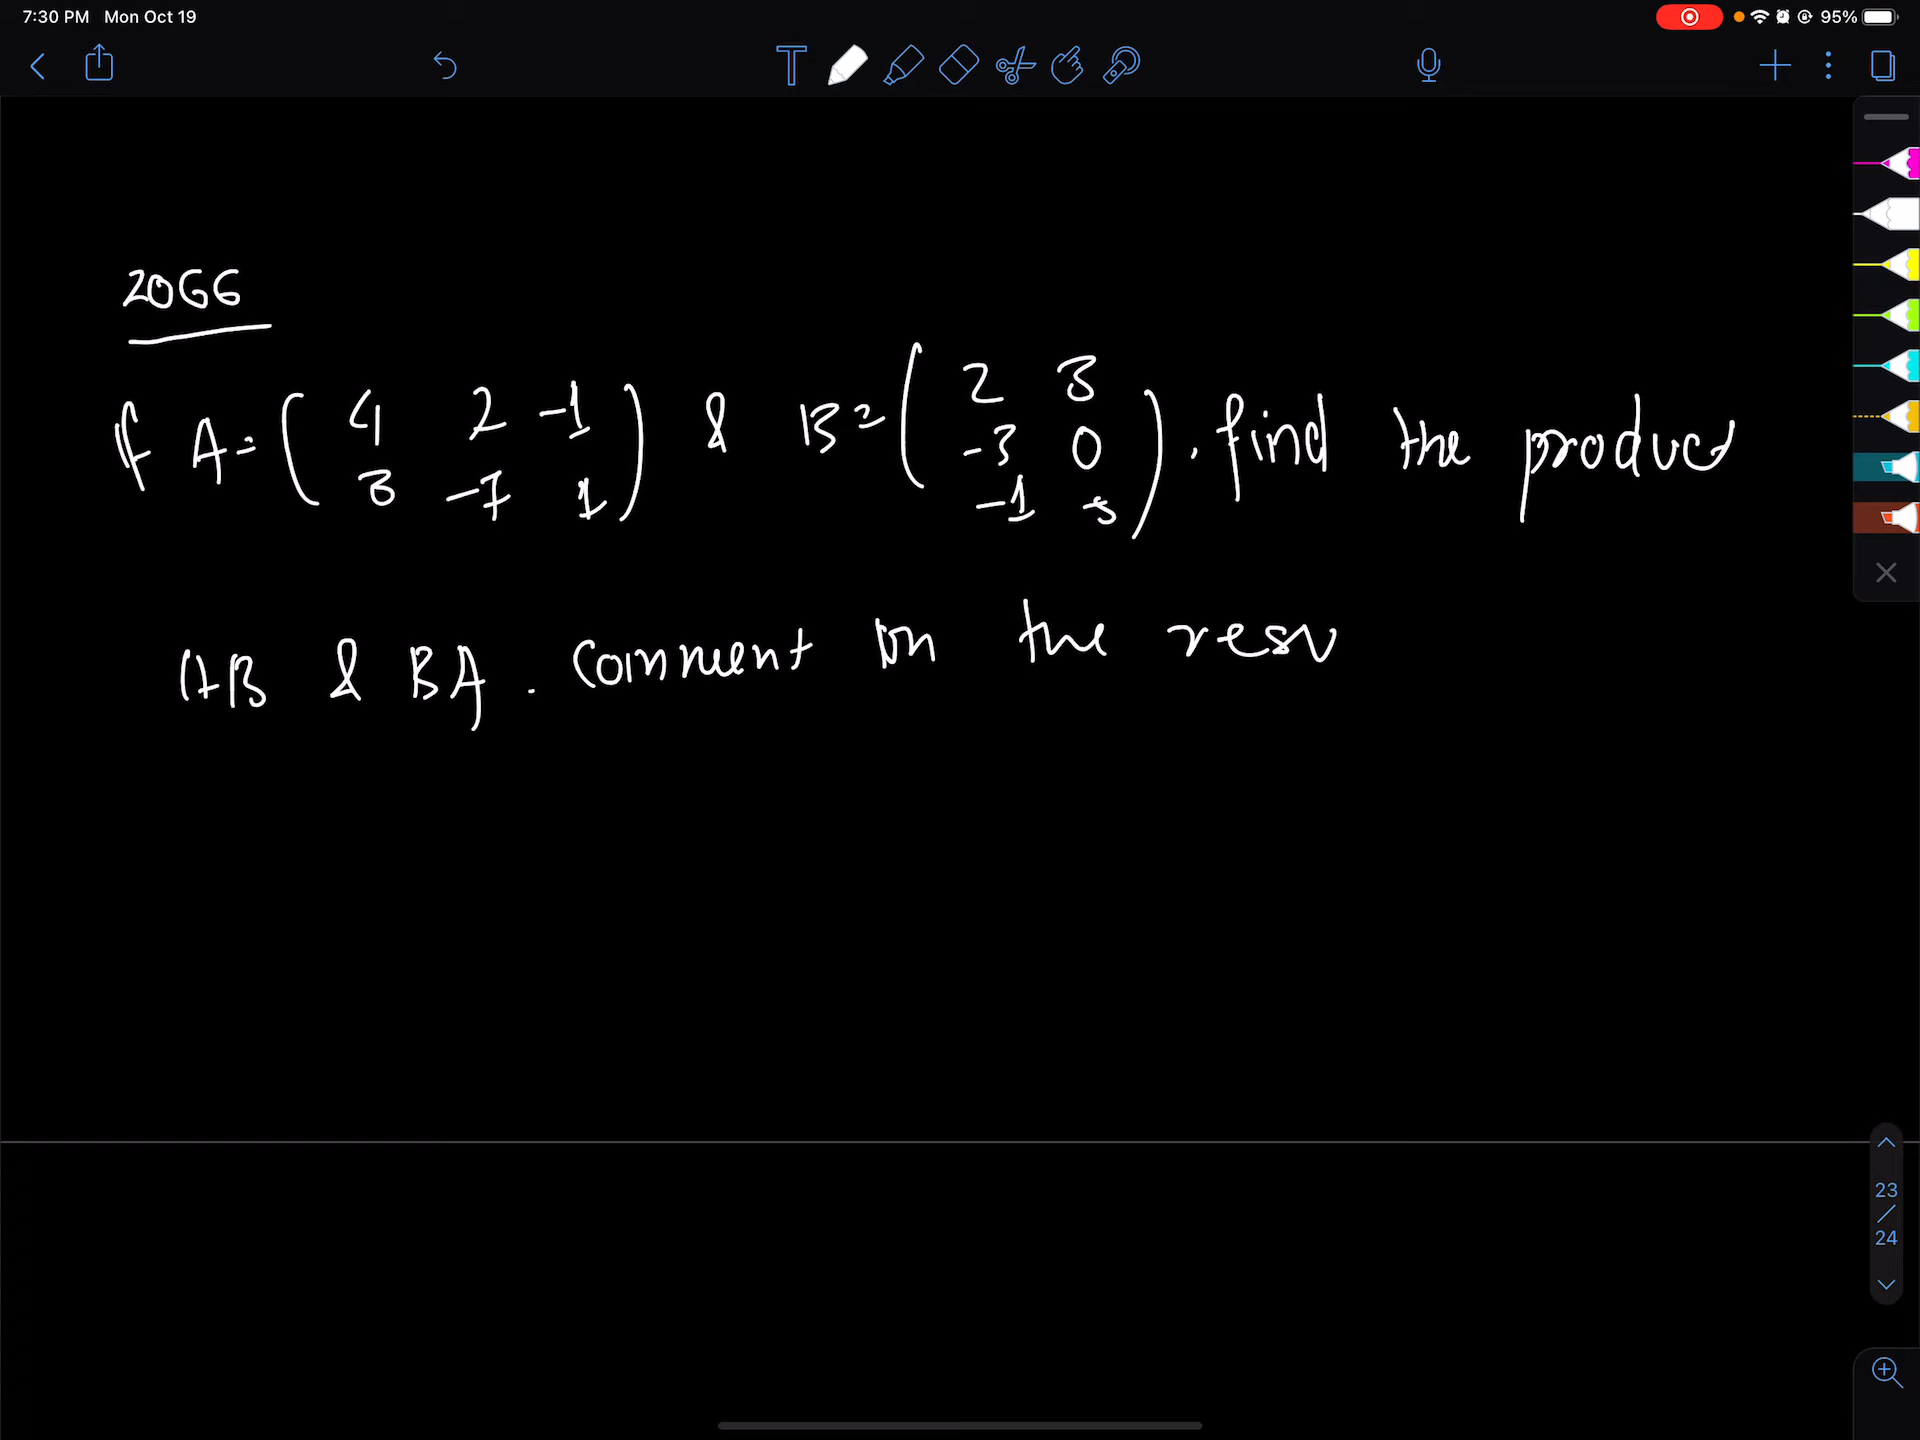 7:30 PM Mon Oct 19 95%
2066
If A = ( 4 2 -1 ) & B = ( 2 3 ) . find the product
3 -7 1 -3 0
-1 5
AB & BA . Comment on the resu
23
/
24